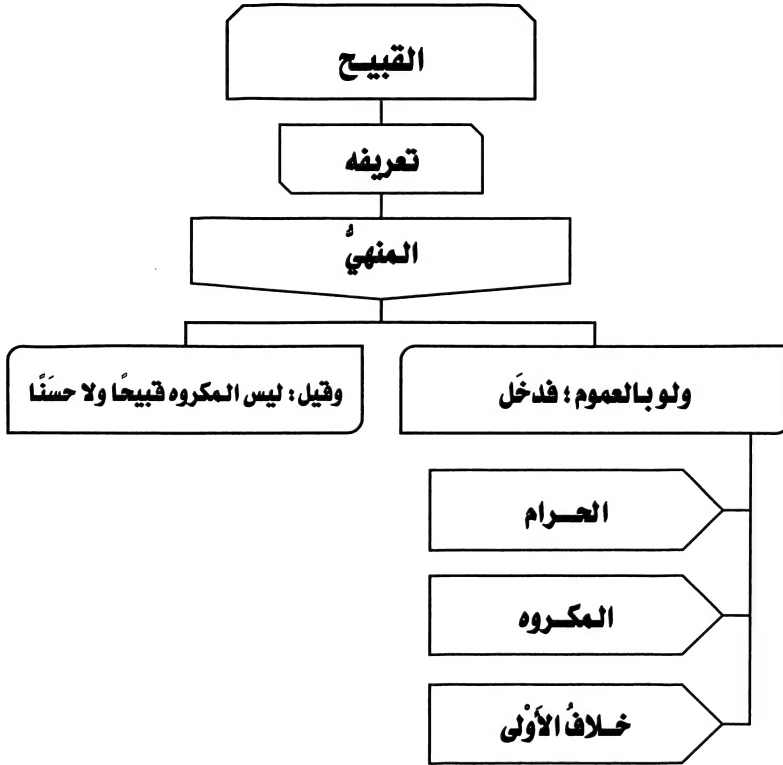 القبيح
تعريفه
المنهيُّ
ولو بالعموم؛ فدخَل
الحرام
المكروه
خلافُ الأَوْلى
وقيل: ليس المكروه قبيحًا ولا حسَنًا